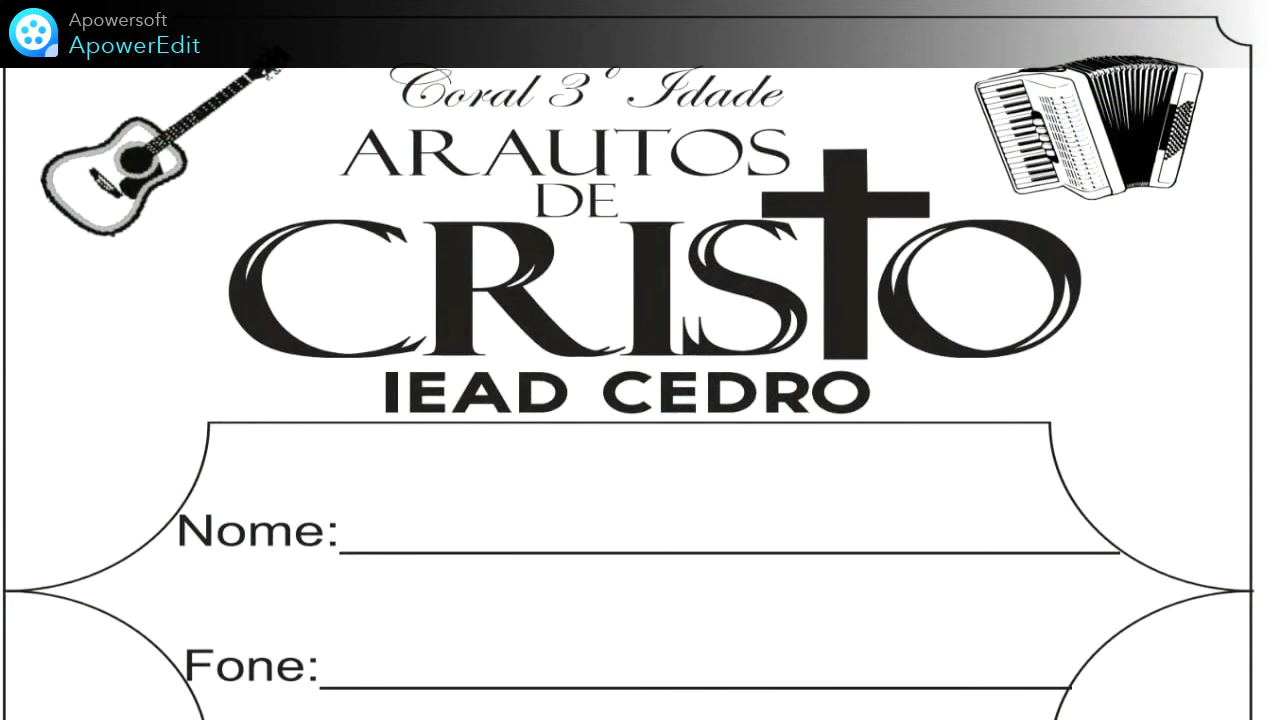 Apowersoft
ApowerEdit
Coral 3º Idade
ARAUTOS
DE
CRISTO
IEAD CEDRO
Nome:
Fone: